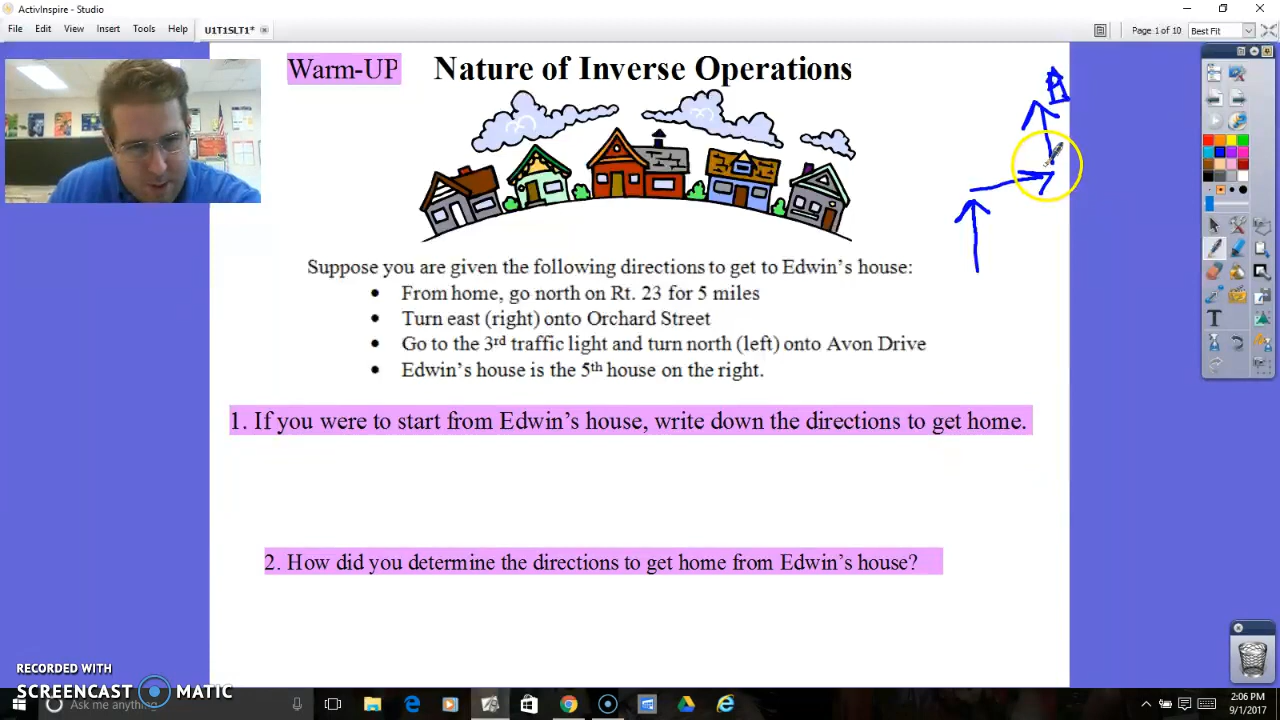 ActivInspire - Studio
File Edit View Insert Tools Help U1T1SLT1* Page 1 of 10 Best Fit
Warm-UP Nature of Inverse Operations
Suppose you are given the following directions to get to Edwin's house:
• From home, go north on Rt. 23 for 5 miles
• Turn east (right) onto Orchard Street
• Go to the 3rd traffic light and turn north (left) onto Avon Drive
• Edwin's house is the 5th house on the right.
1. If you were to start from Edwin's house, write down the directions to get home.
2. How did you determine the directions to get home from Edwin's house?
RECORDED WITH
SCREENCAST MATIC
Ask me anything
2:06 PM
9/1/2017